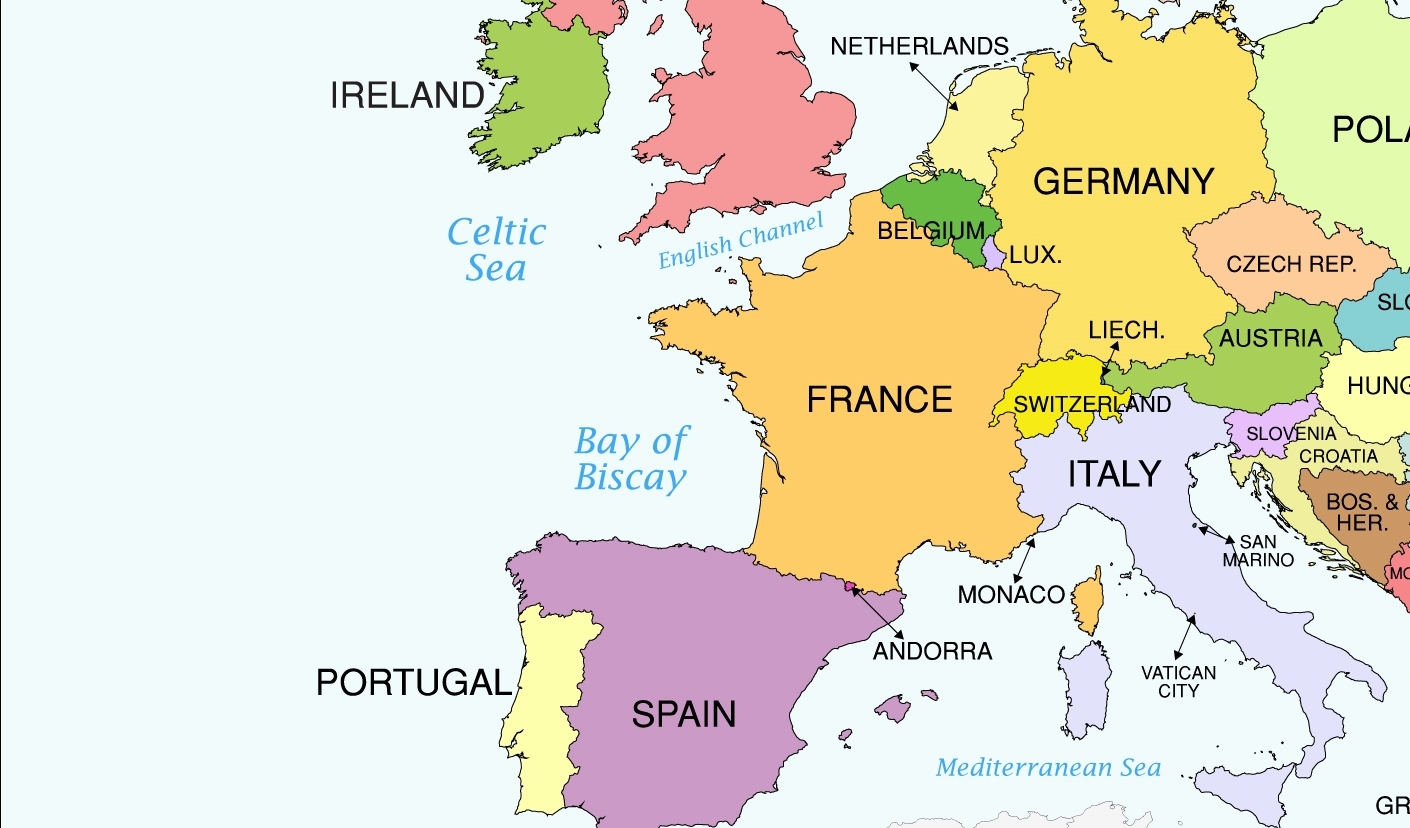 NETHERLANDS
IRELAND
POLA
GERMANY
Celtic
Sea
English Channel
BELGIUM
LUX.
CZECH REP.
SLO
LIECH.
AUSTRIA
HUNG
FRANCE
SWITZERLAND
SLOVENIA
CROATIA
Bay of
Biscay
ITALY
BOS. &
HER.
SAN
MARINO
MO
MONACO
ANDORRA
VATICAN
CITY
PORTUGAL
SPAIN
Mediterranean Sea
GR